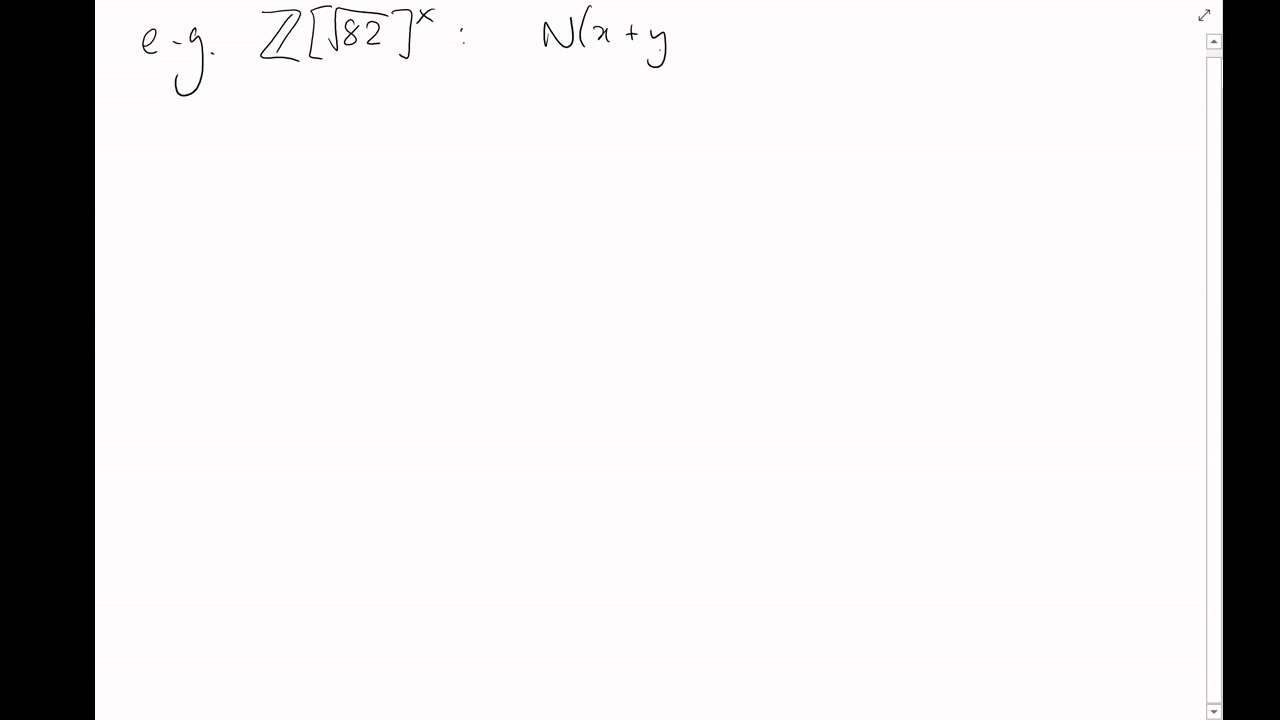 e.g. ℤ[√82]^× : N(x + y